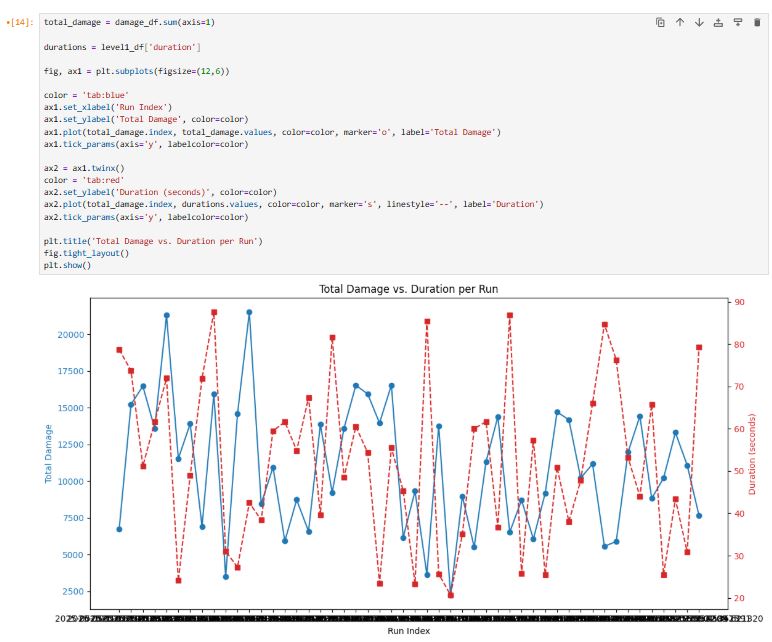 [14]:
total_damage = damage_df.sum(axis=1)
durations = level1_df['duration']
fig, ax1 = plt.subplots(figsize=(12,6))
color = 'tab:blue'
ax1.set_xlabel('Run Index')
ax1.set_ylabel('Total Damage', color=color)
ax1.plot(total_damage.index, total_damage.values, color=color, marker='o', label='Total Damage')
ax1.tick_params(axis='y', labelcolor=color)
ax2 = ax1.twinx()
color = 'tab:red'
ax2.set_ylabel('Duration (seconds)', color=color)
ax2.plot(total_damage.index, durations.values, color=color, marker='s', linestyle='--', label='Duration')
ax2.tick_params(axis='y', labelcolor=color)
plt.title('Total Damage vs. Duration per Run')
fig.tight_layout()
plt.show()
Total Damage vs. Duration per Run
20000
17500
15000
12500
10000
7500
5000
2500
Total Damage
90
80
70
60
50
40
30
20
Duration (seconds)
Run Index